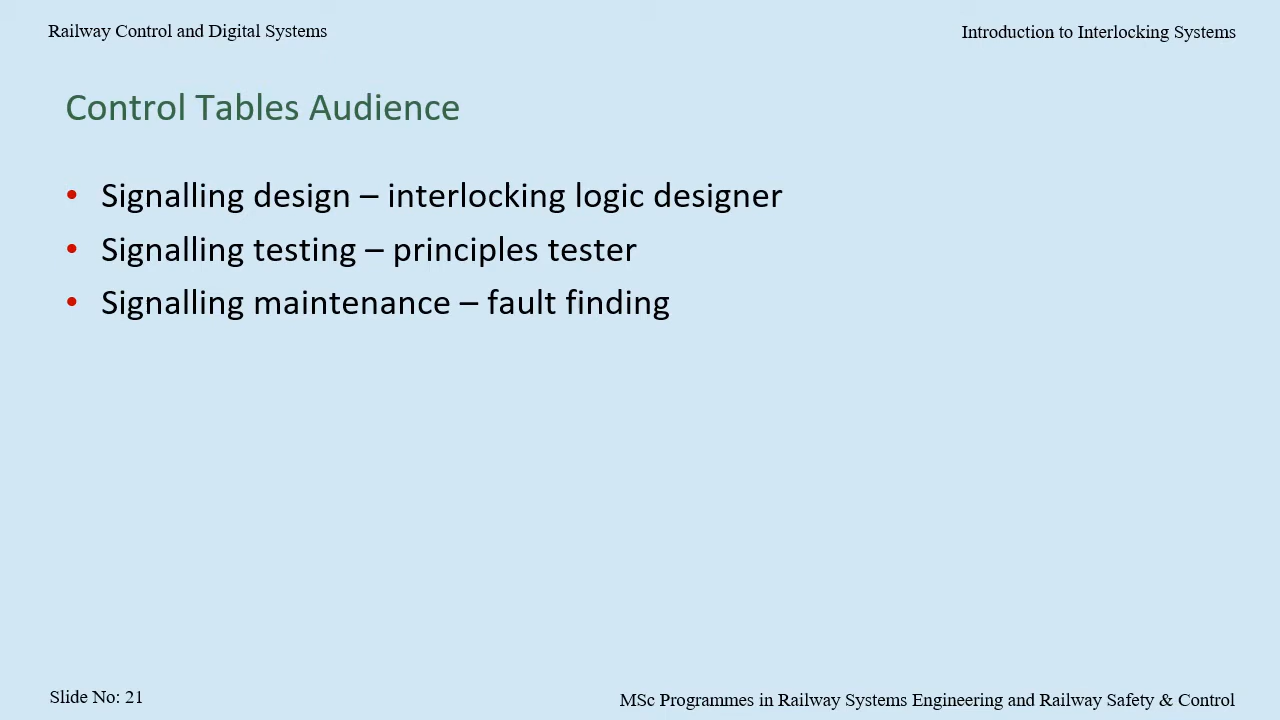 Railway Control and Digital Systems
Introduction to Interlocking Systems
Control Tables Audience
• Signalling design – interlocking logic designer
• Signalling testing – principles tester
• Signalling maintenance – fault finding
Slide No: 21
MSc Programmes in Railway Systems Engineering and Railway Safety & Control